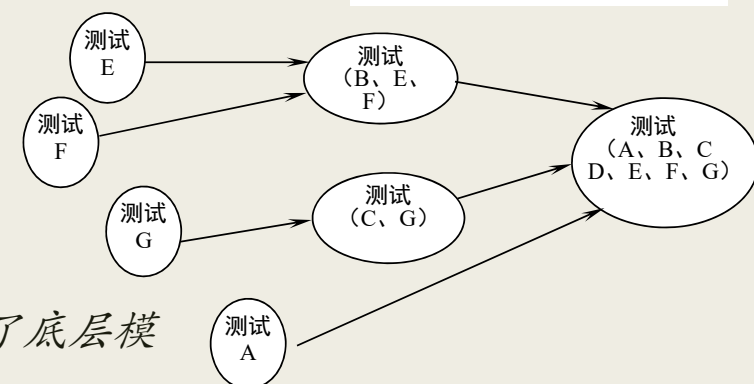 测试
E
测试
F
测试
G
测试
A
测试
（B、E、
F）
测试
（C、G）
测试
（A、B、C
D、E、F、G）
了底层模